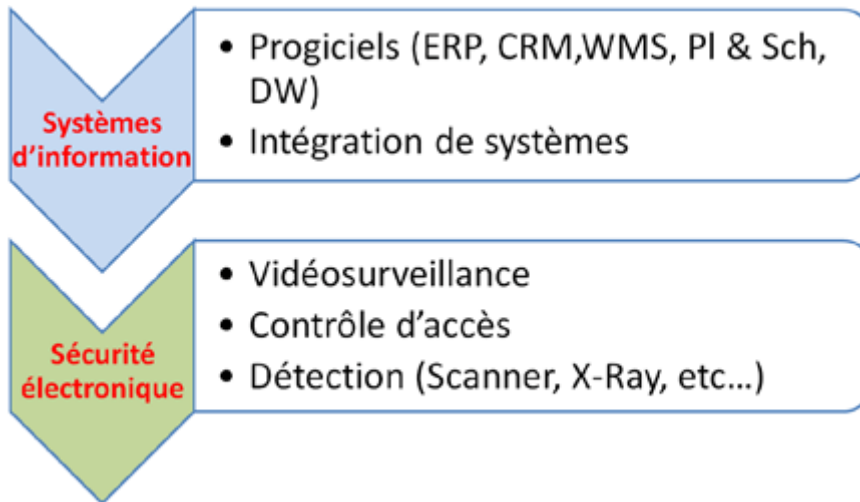 Systèmes
d'information
• Progiciels (ERP, CRM,WMS, Pl & Sch,
DW)
• Intégration de systèmes
Sécurité
électronique
• Vidéosurveillance
• Contrôle d'accès
• Détection (Scanner, X-Ray, etc...)